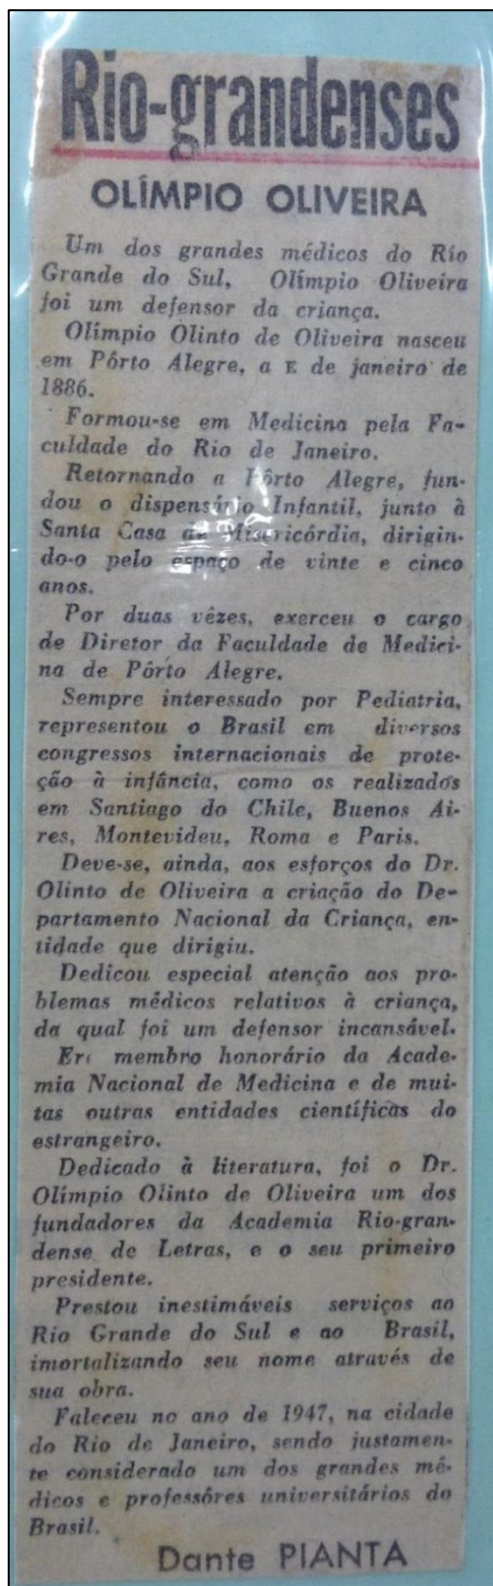 Rio-grandenses
OLÍMPIO OLIVEIRA
Um dos grandes médicos do Rio
Grande do Sul, Olímpio Oliveira
foi um defensor da criança.
Olímpio Olinto de Oliveira nasceu
em Pôrto Alegre, a E de janeiro de
1886.
Formou-se em Medicina pela Fa-
culdade do Rio de Janeiro.
Retornando a Pôrto Alegre, fun-
dou o dispensário Infantil, junto à
Santa Casa de Misericórdia, dirigin-
do-o pelo espaço de vinte e cinco
anos.
Por duas vêzes, exerceu o cargo
de Diretor da Faculdade de Medici-
na de Pôrto Alegre.
Sempre interessado por Pediatria,
representou o Brasil em diversos
congressos internacionais de prote-
ção à infância, como os realizados
em Santiago do Chile, Buenos Ai-
res, Montevideu, Roma e Paris.
Deve-se, ainda, aos esforços do Dr.
Olinto de Oliveira a criação do De-
partamento Nacional da Criança, en-
tidade que dirigiu.
Dedicou especial atenção aos pro-
blemas médicos relativos à criança,
da qual foi um defensor incansável.
Era membro honorário da Acade-
mia Nacional de Medicina e de mui-
tas outras entidades científicas do
estrangeiro.
Dedicado à literatura, foi o Dr.
Olímpio Olinto de Oliveira um dos
fundadores da Academia Rio-gran-
dense de Letras, e o seu primeiro
presidente.
Prestou inestimáveis serviços ao
Rio Grande do Sul e ao Brasil,
imortalizando seu nome através de
sua obra.
Faleceu no ano de 1947, na cidade
do Rio de Janeiro, sendo justamen-
te considerado um dos grandes mé-
dicos e professôres universitários do
Brasil.
Dante PIANTA